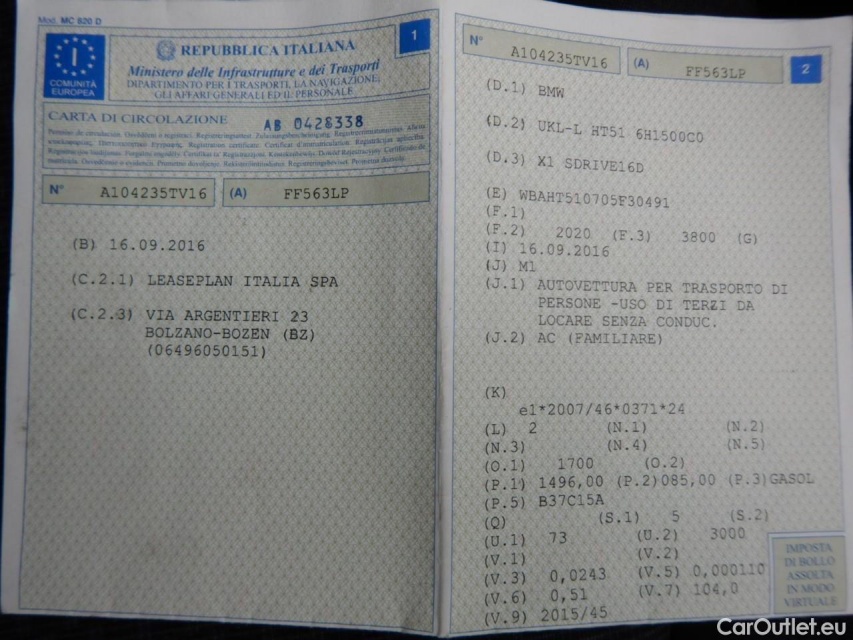 Mod. MC 820 D
1
I
COMUNITÀ
EUROPEA
REPUBBLICA ITALIANA
Ministero delle Infrastrutture e dei Trasporti
DIPARTIMENTO PER I TRASPORTI, LA NAVIGAZIONE,
GLI AFFARI GENERALI ED IL PERSONALE
CARTA DI CIRCOLAZIONE AB 0428338
N° A104235TV16 (A) FF563LP
(B) 16.09.2016
(C.2.1) LEASEPLAN ITALIA SPA
(C.2.3) VIA ARGENTIERI 23
BOLZANO-BOZEN (BZ)
(06496050151)
N° A104235TV16 (A) FF563LP 2
(D.1) BMW
(D.2) UKL-L HT51 6H1500C0
(D.3) X1 SDRIVE16D
(E) WBAHT510705F30491
(F.1)
(F.2) 2020 (F.3) 3800 (G)
(I) 16.09.2016
(J) M1
(J.1) AUTOVETTURA PER TRASPORTO DI
PERSONE -USO DI TERZI DA
LOCARE SENZA CONDUC.
(J.2) AC (FAMILIARE)
(K)
e1*2007/46*0371*24
(L) 2 (N.1) (N.2)
(N.3) (N.4) (N.5)
(O.1) 1700 (O.2)
(P.1) 1496,00 (P.2)085,00 (P.3)GASOL
(P.5) B37C15A
(Q) (S.1) 5 (S.2)
(U.1) 73 (U.2) 3000
(V.1) (V.2)
(V.3) 0,0243 (V.5) 0,000110
(V.6) 0,51 (V.7) 104,0
(V.9) 2015/45
IMPOSTA
DI BOLLO
ASSOLTA
IN MODO
VIRTUALE
CarOutlet.eu